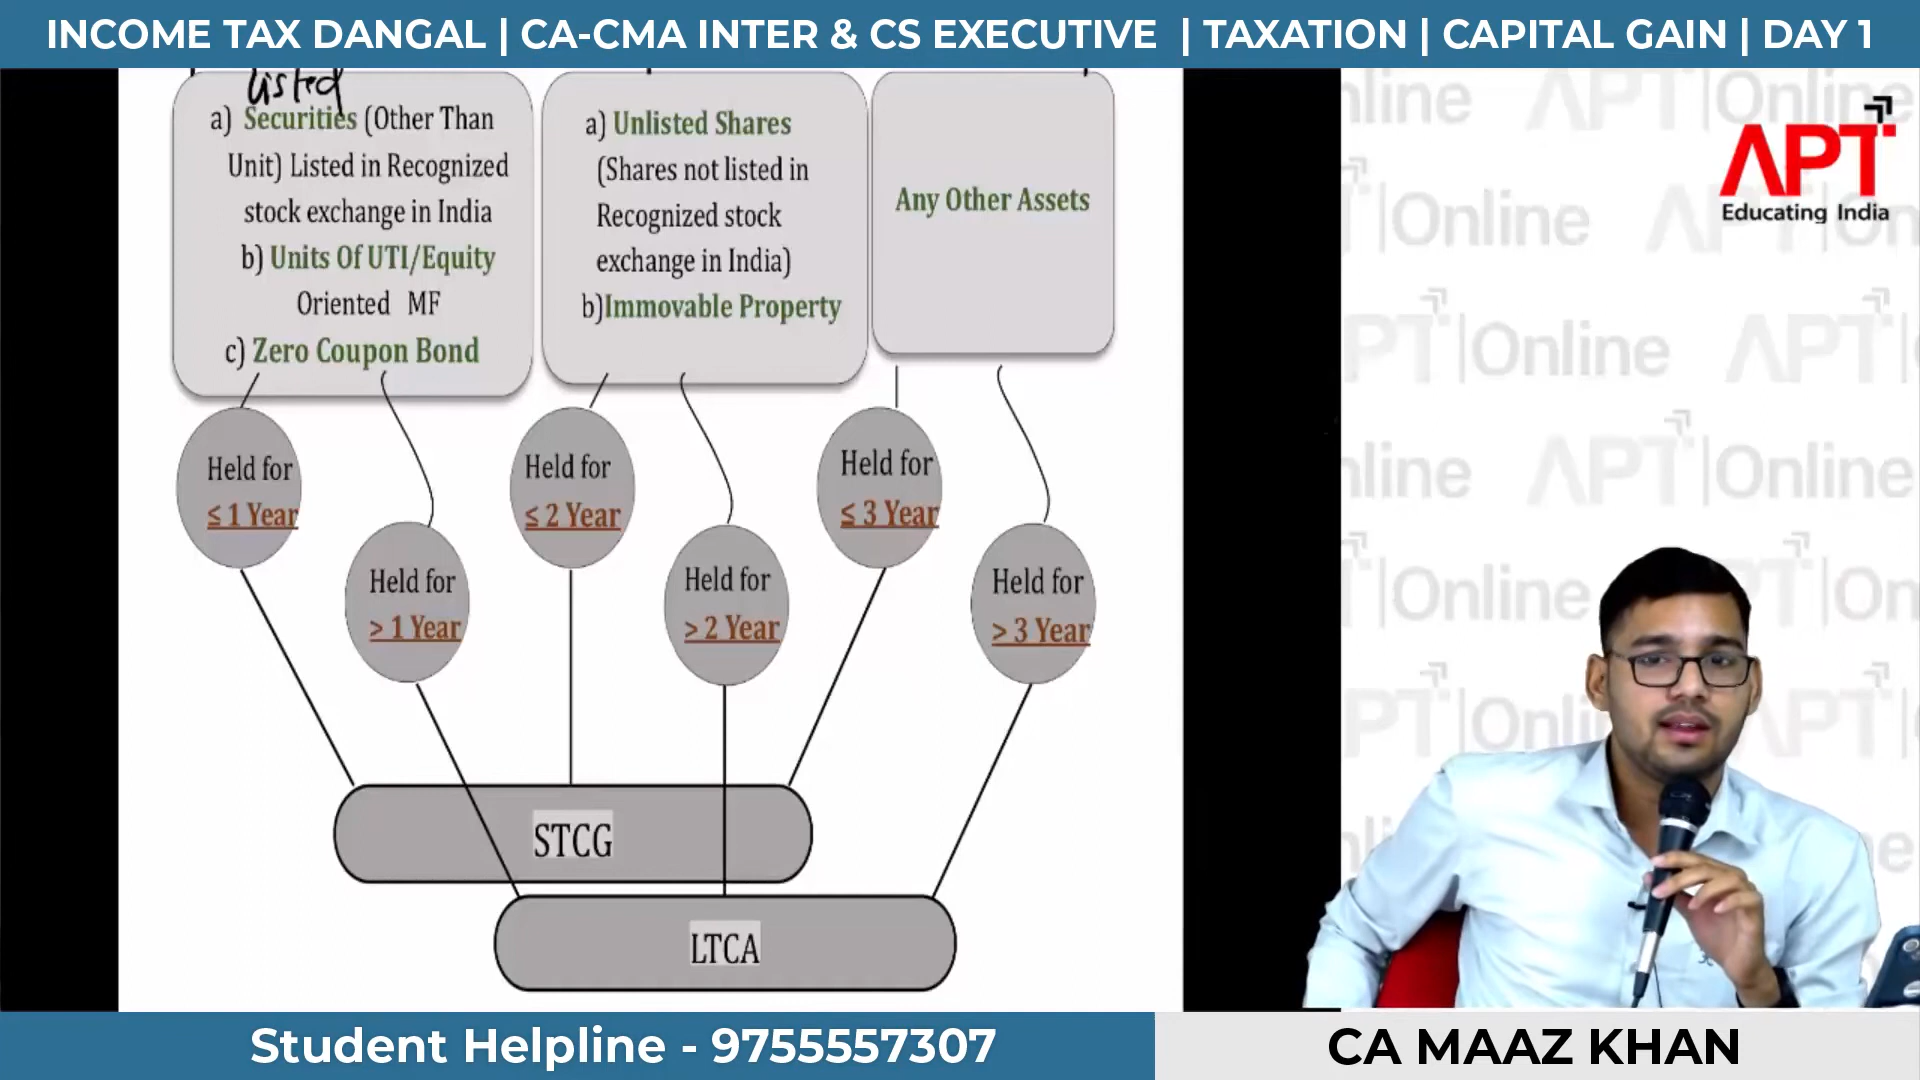 INCOME TAX DANGAL | CA-CMA INTER & CS EXECUTIVE | TAXATION | CAPITAL GAIN | DAY 1
Listed
a) Securities (Other Than
Unit) Listed in Recognized
stock exchange in India
b) Units Of UTI/Equity
Oriented MF
c) Zero Coupon Bond
a) Unlisted Shares
(Shares not listed in
Recognized stock
exchange in India)
b)Immovable Property
Any Other Assets
Held for
≤ 1 Year
Held for
> 1 Year
Held for
≤ 2 Year
Held for
> 2 Year
Held for
≤ 3 Year
Held for
> 3 Year
STCG
LTCA
APT
Educating India
APT|Online
Student Helpline - 9755557307
CA MAAZ KHAN